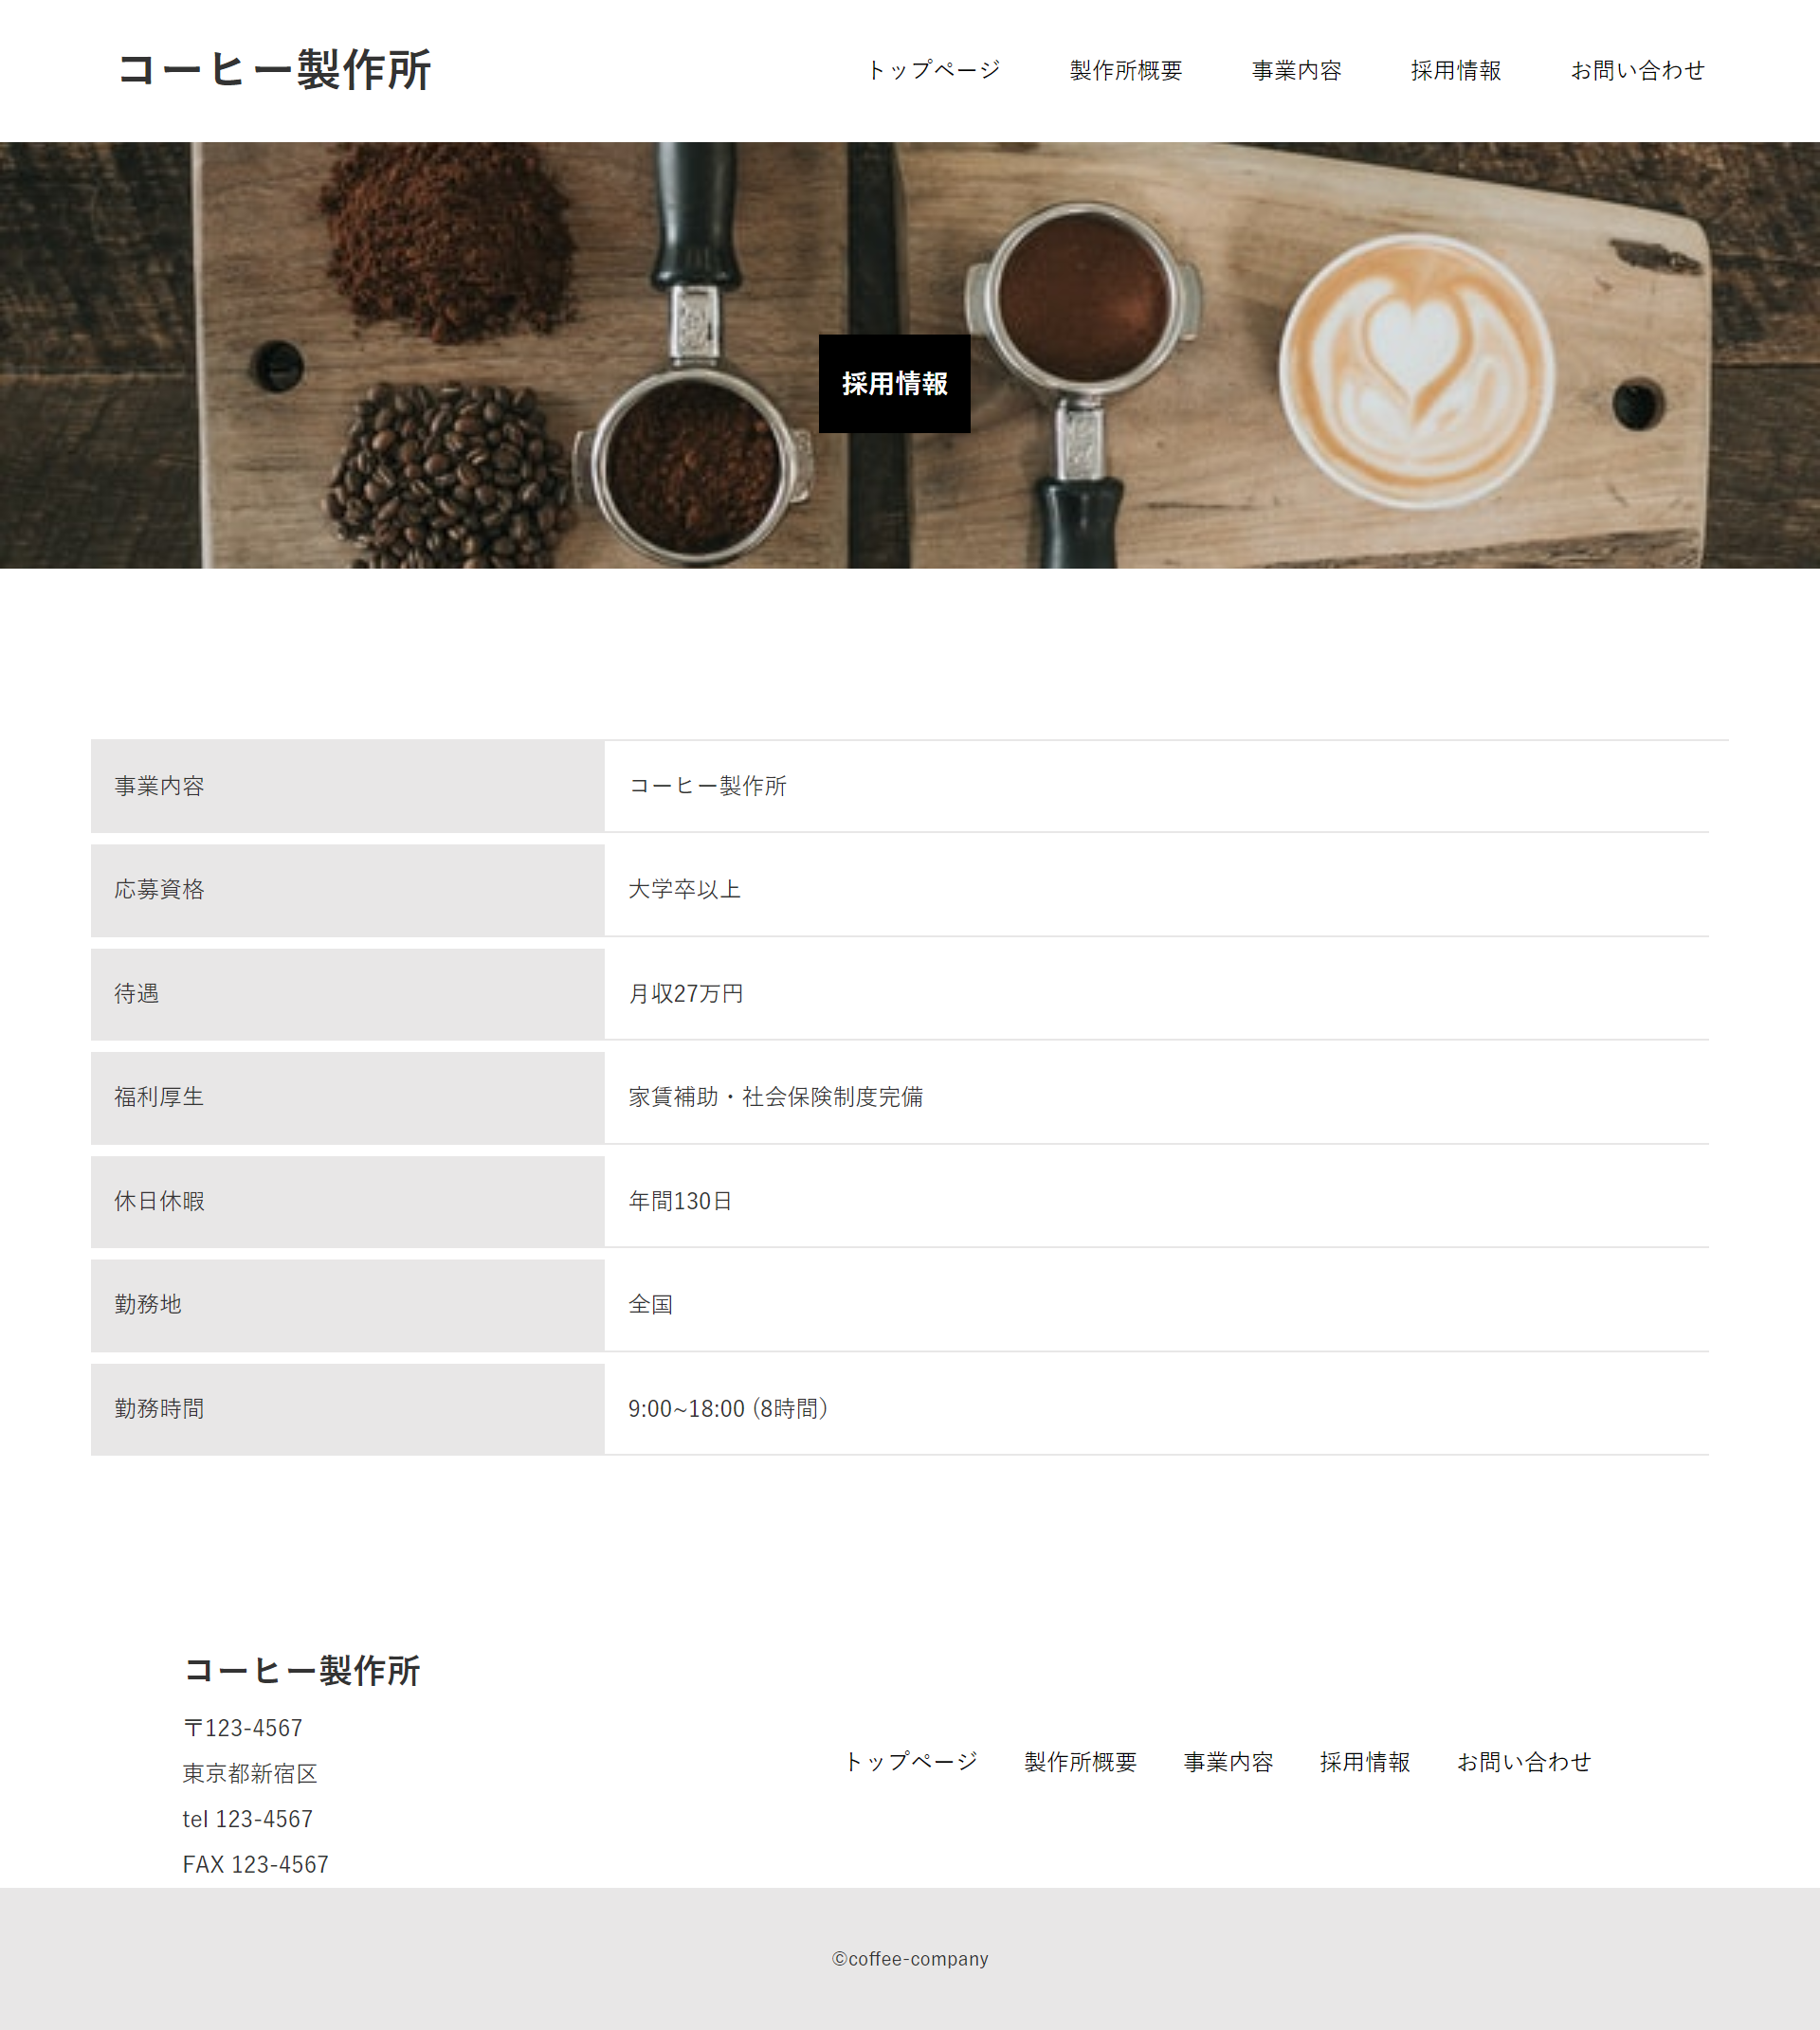 コーヒー製作所
トップページ 製作所概要 事業内容 採用情報 お問い合わせ
採用情報
事業内容 コーヒー製作所
応募資格 大学卒以上
待遇 月収27万円
福利厚生 家賃補助・社会保険制度完備
休日休暇 年間130日
勤務地 全国
勤務時間 9:00~18:00（8時間）
コーヒー製作所
〒123-4567
東京都新宿区
tel 123-4567
FAX 123-4567
トップページ 製作所概要 事業内容 採用情報 お問い合わせ
©coffee-company